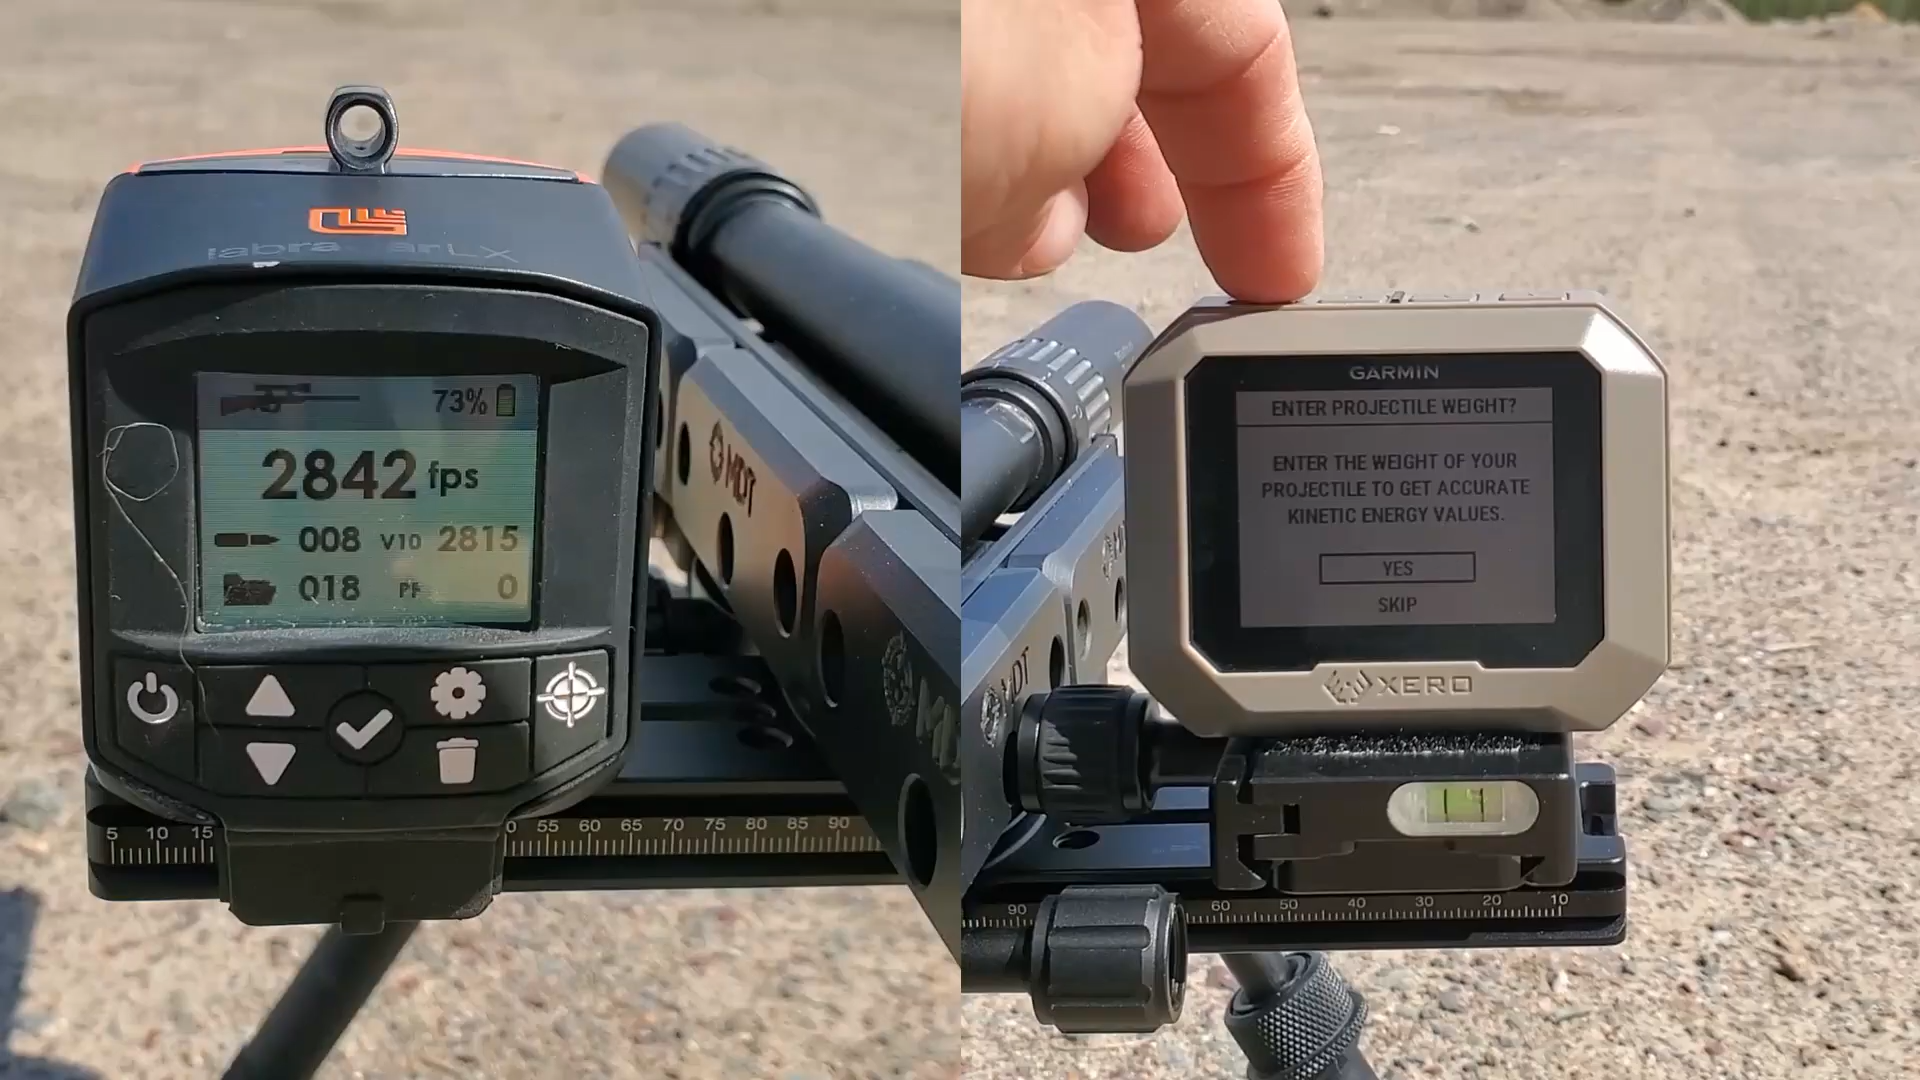 labradar LX
73%
2842 fps
008 V10 2815
018 PF 0
MDT
5 10 15
0 55 60 65 70 75 80 85 90
GARMIN
ENTER PROJECTILE WEIGHT?
ENTER THE WEIGHT OF YOUR
PROJECTILE TO GET ACCURATE
KINETIC ENERGY VALUES.
YES
SKIP
XERO
MDT
90 60 50 40 30 20 10